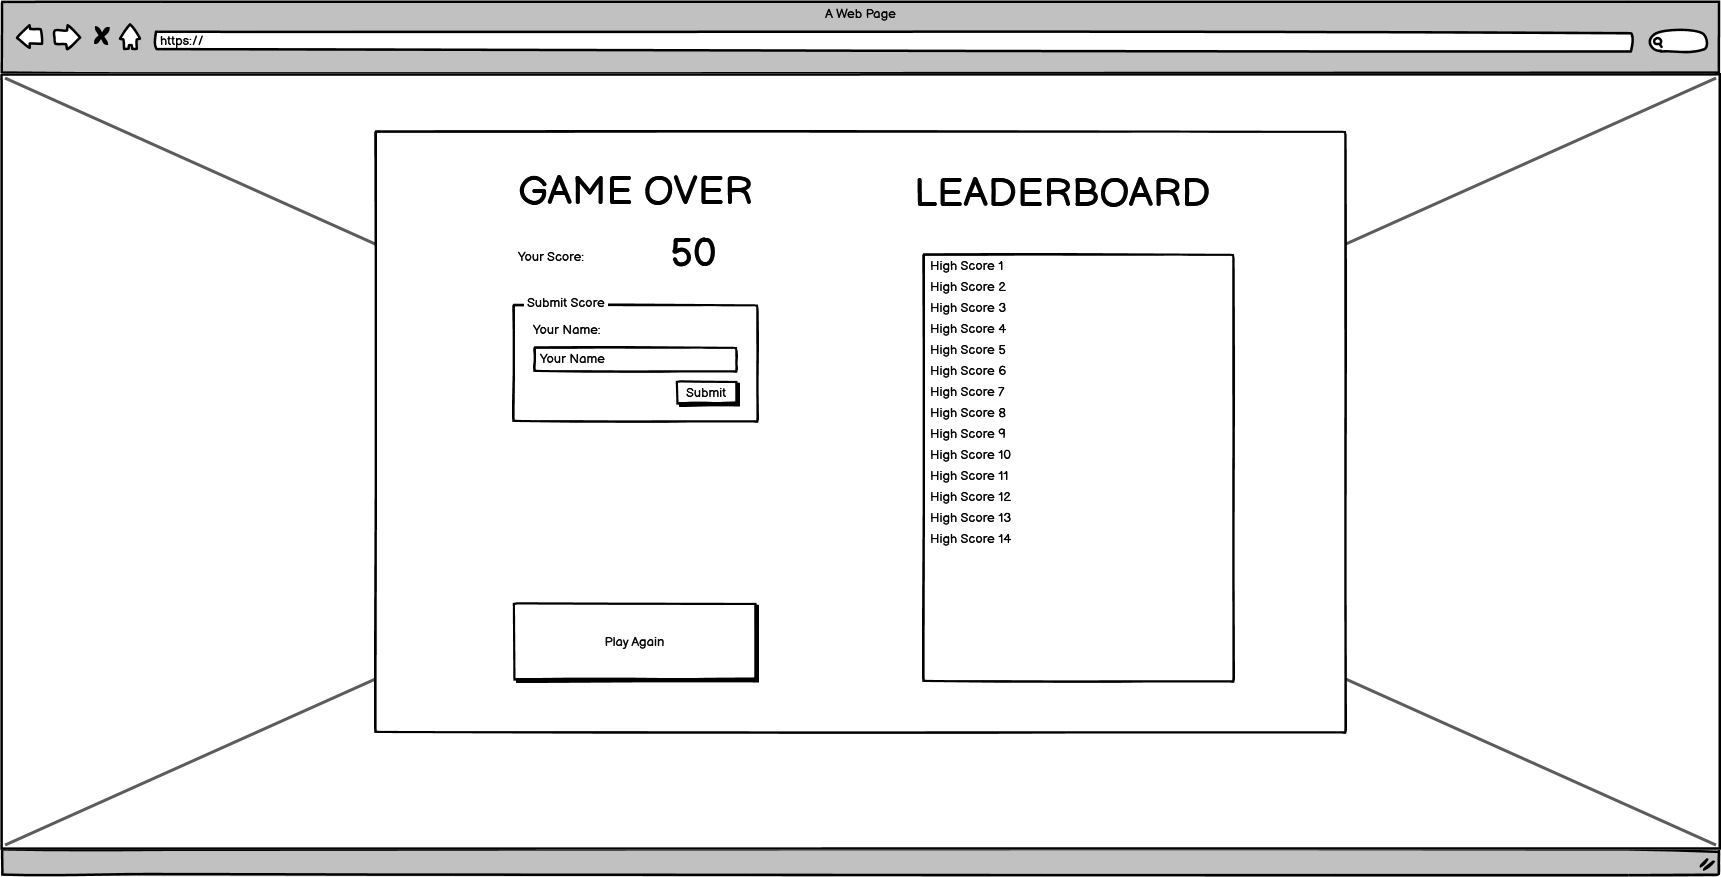 A Web Page
https://
GAME OVER
Your Score:
50
Submit Score
Your Name:
Your Name
Submit
Play Again
LEADERBOARD
High Score 1
High Score 2
High Score 3
High Score 4
High Score 5
High Score 6
High Score 7
High Score 8
High Score 9
High Score 10
High Score 11
High Score 12
High Score 13
High Score 14